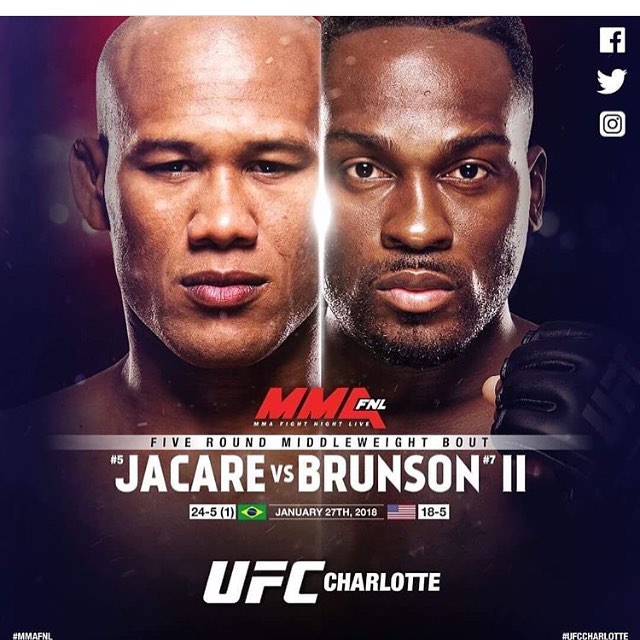 MMA FNL
MMA FIGHT NIGHT LIVE
FIVE ROUND MIDDLEWEIGHT BOUT
#5 JACARE VS BRUNSON #7 II
24-5 (1) JANUARY 27TH, 2018 18-5
UFC CHARLOTTE
#MMAFNL #UFCCHARLOTTE